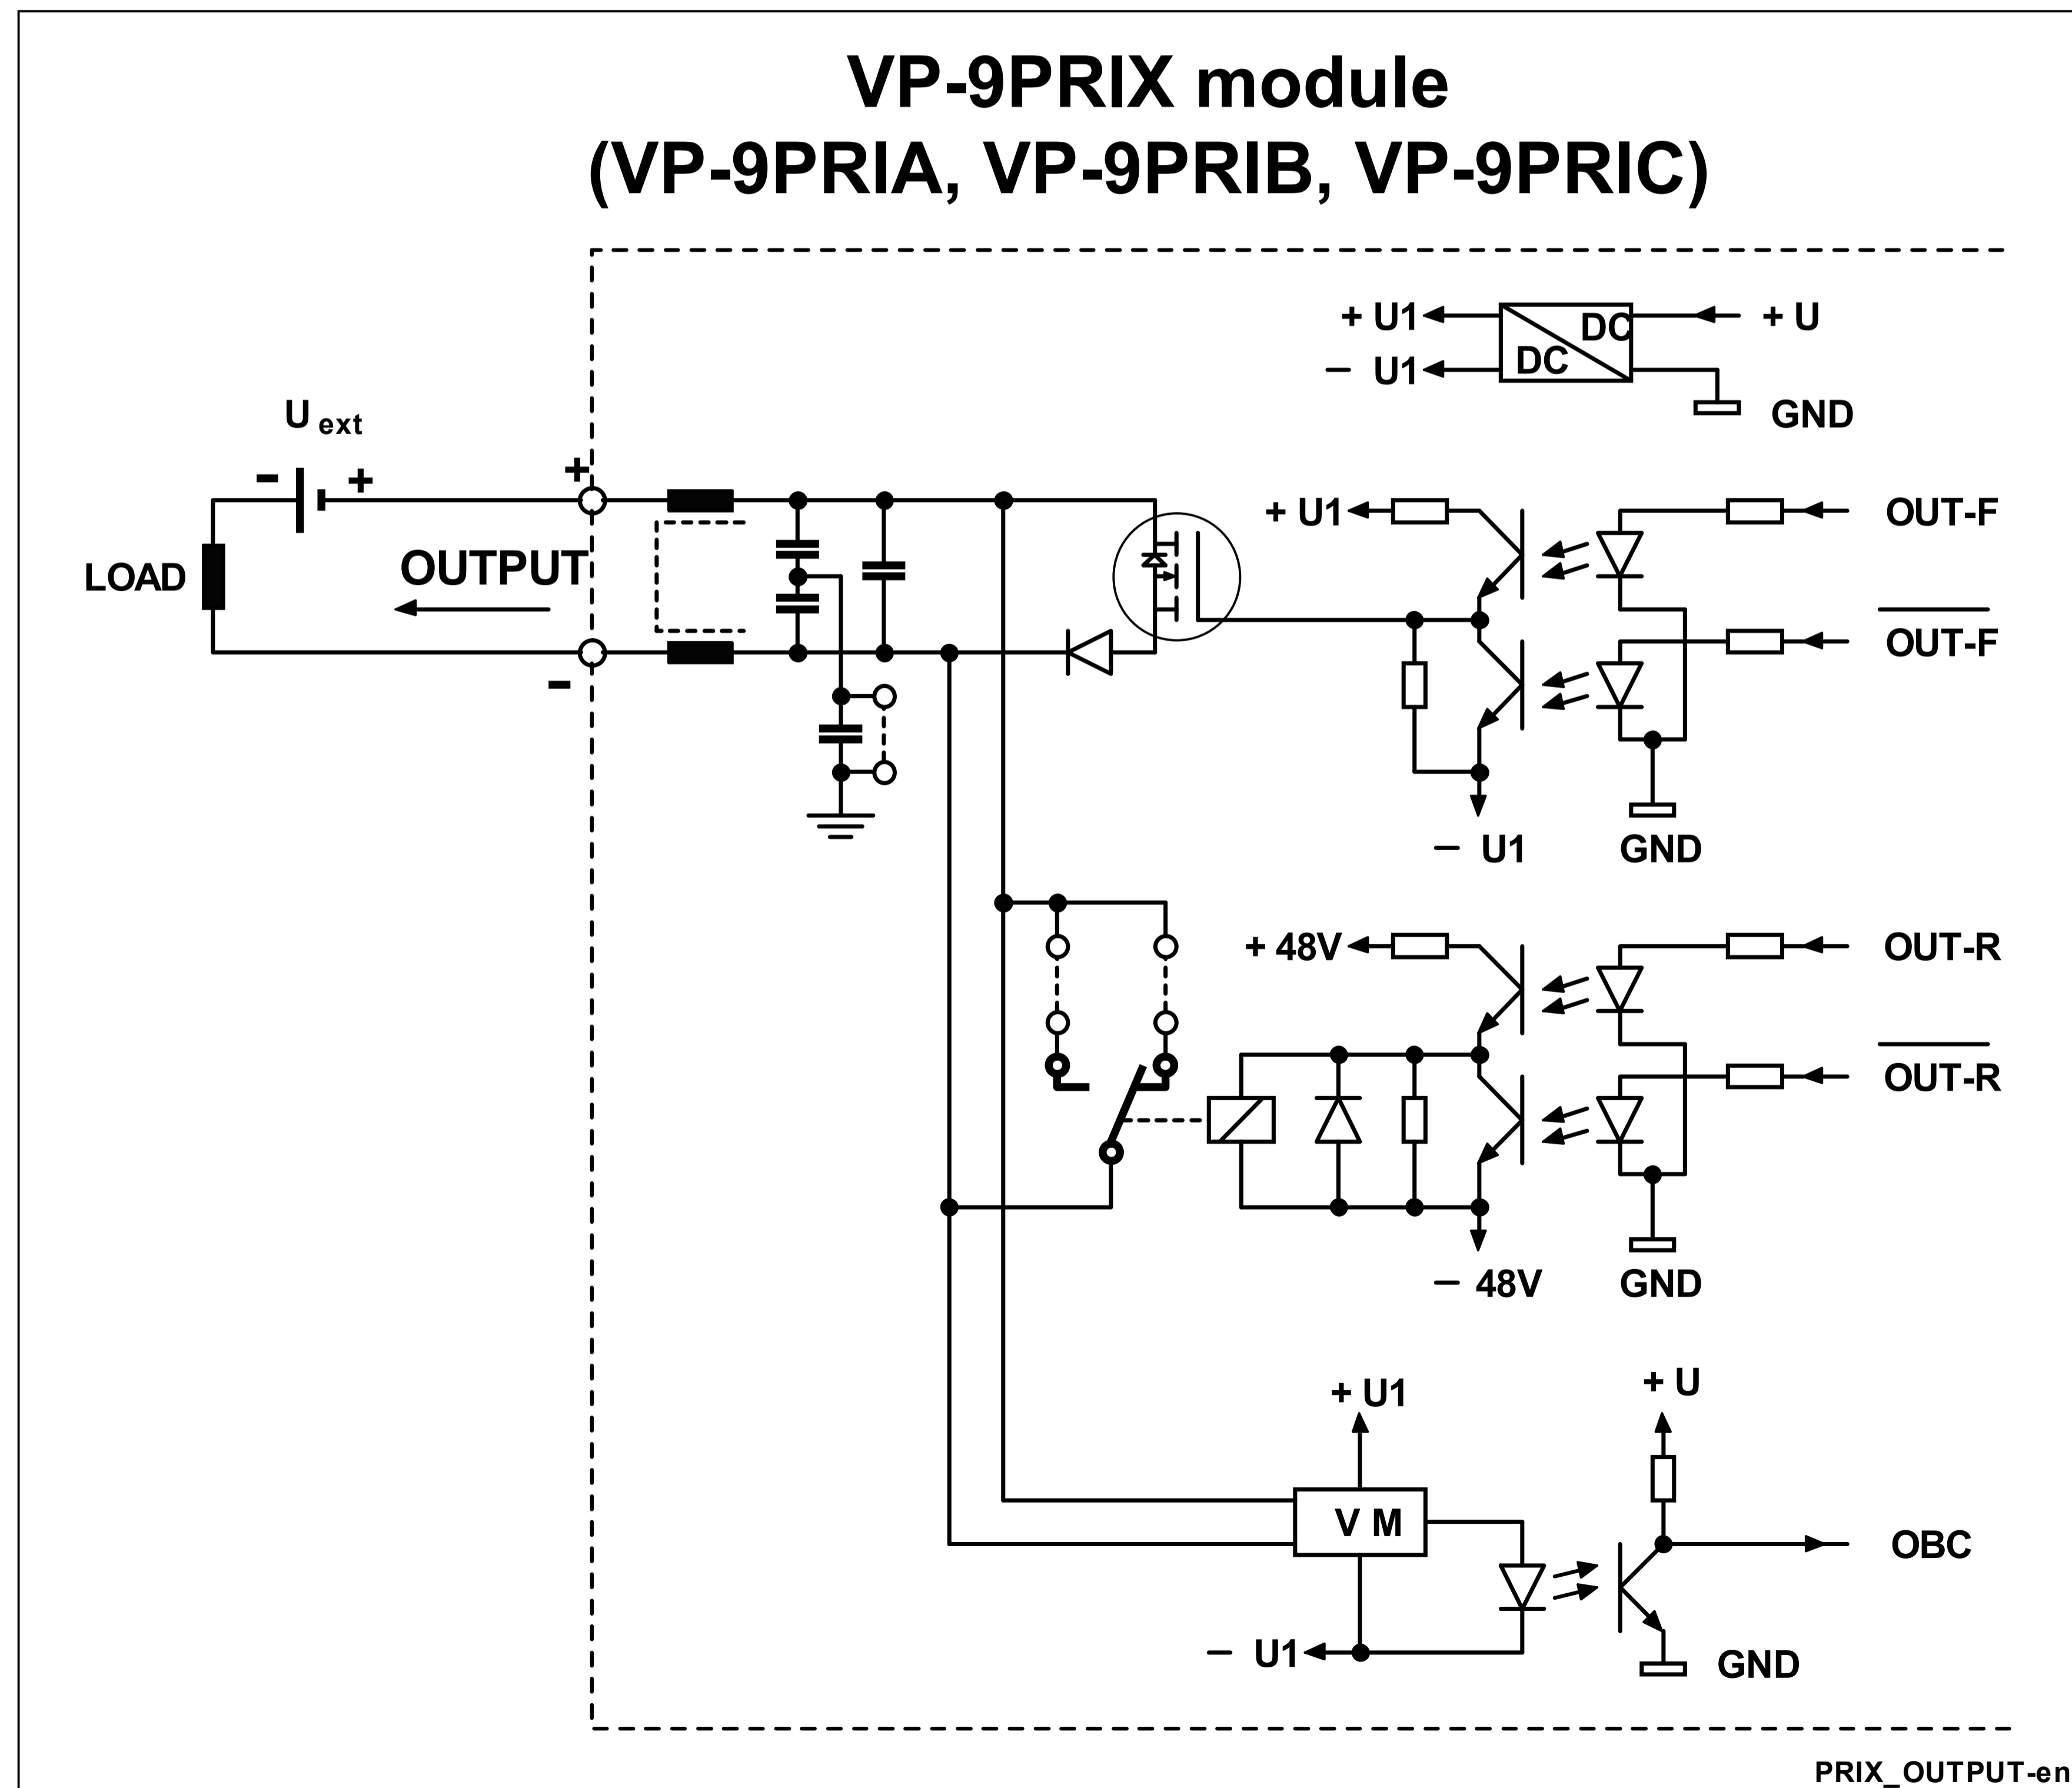 VP-9PRIX module
(VP-9PRIA, VP-9PRIB, VP-9PRIC)
+ U1
DC
+ U
− U1
DC
GND
U ext
- +
+
LOAD
OUTPUT
-
+ U1
OUT-F
OUT-F
− U1
GND
+ 48V
OUT-R
OUT-R
− 48V
GND
+ U1
+ U
V M
OBC
− U1
GND
PRIX_OUTPUT-en